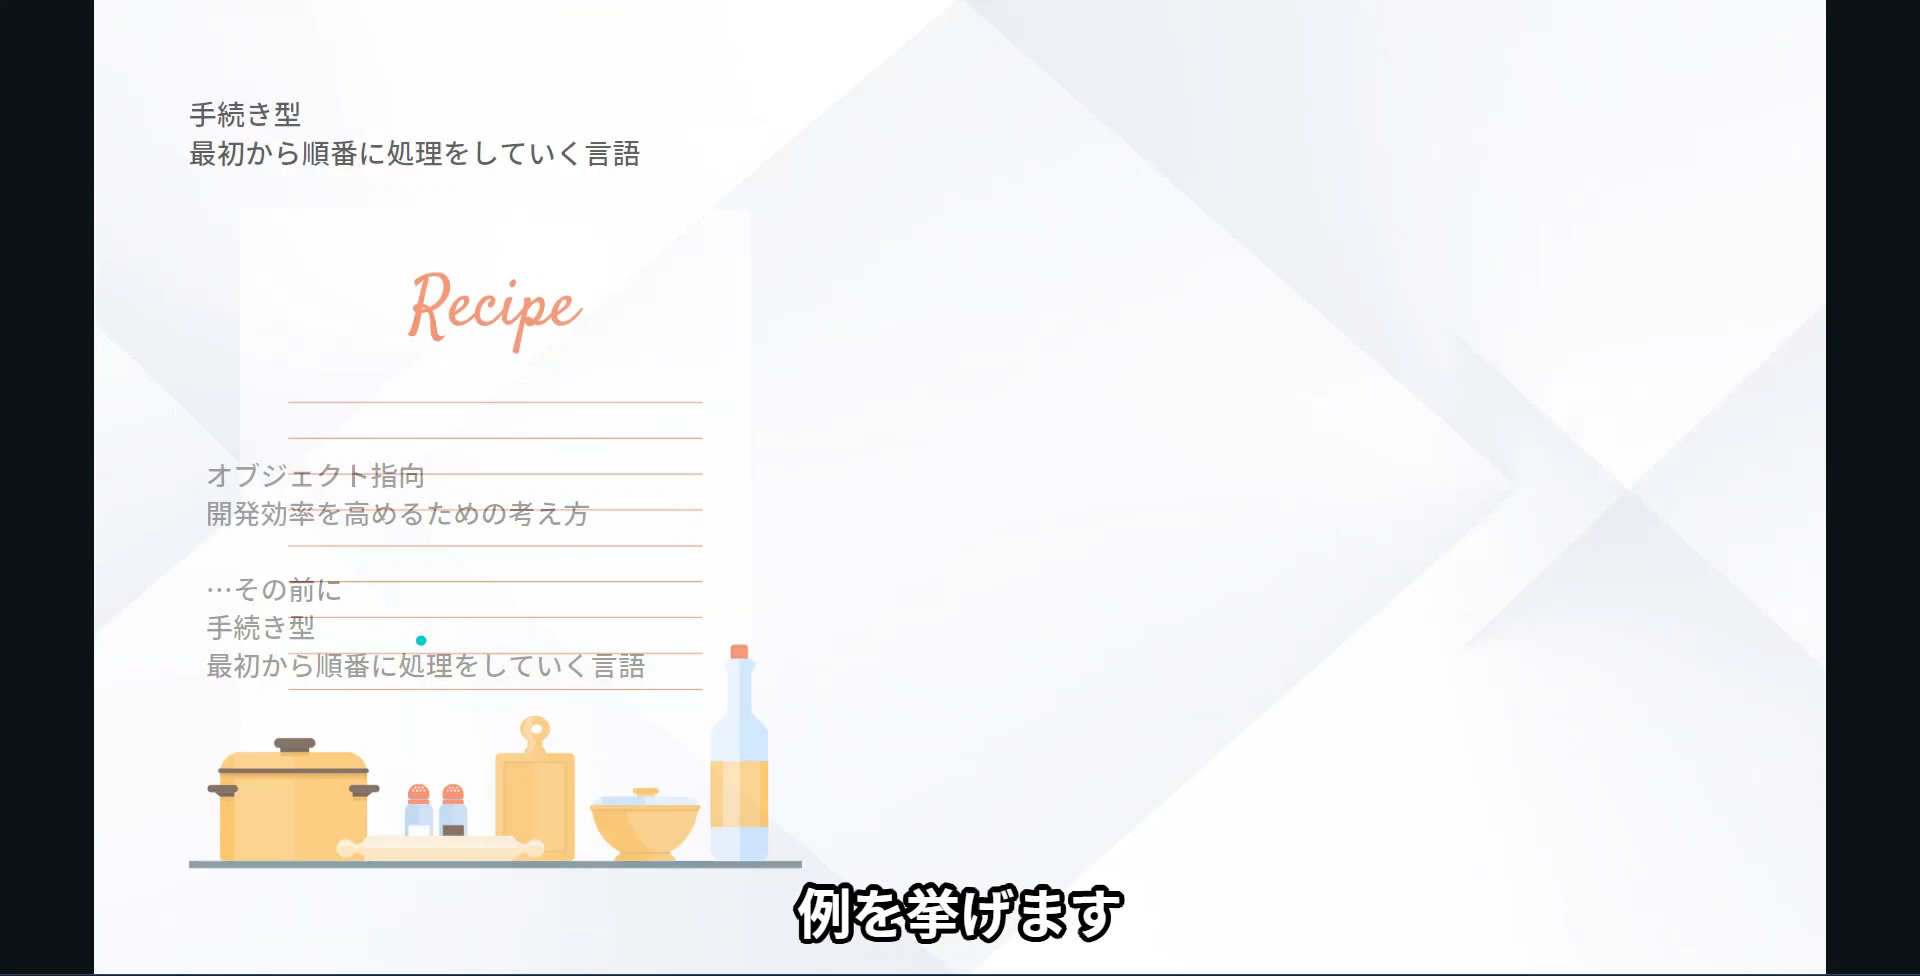 手続き型
最初から順番に処理をしていく言語
Recipe
オブジェクト指向
開発効率を高めるための考え方
…その前に
手続き型
最初から順番に処理をしていく言語
例を挙げます